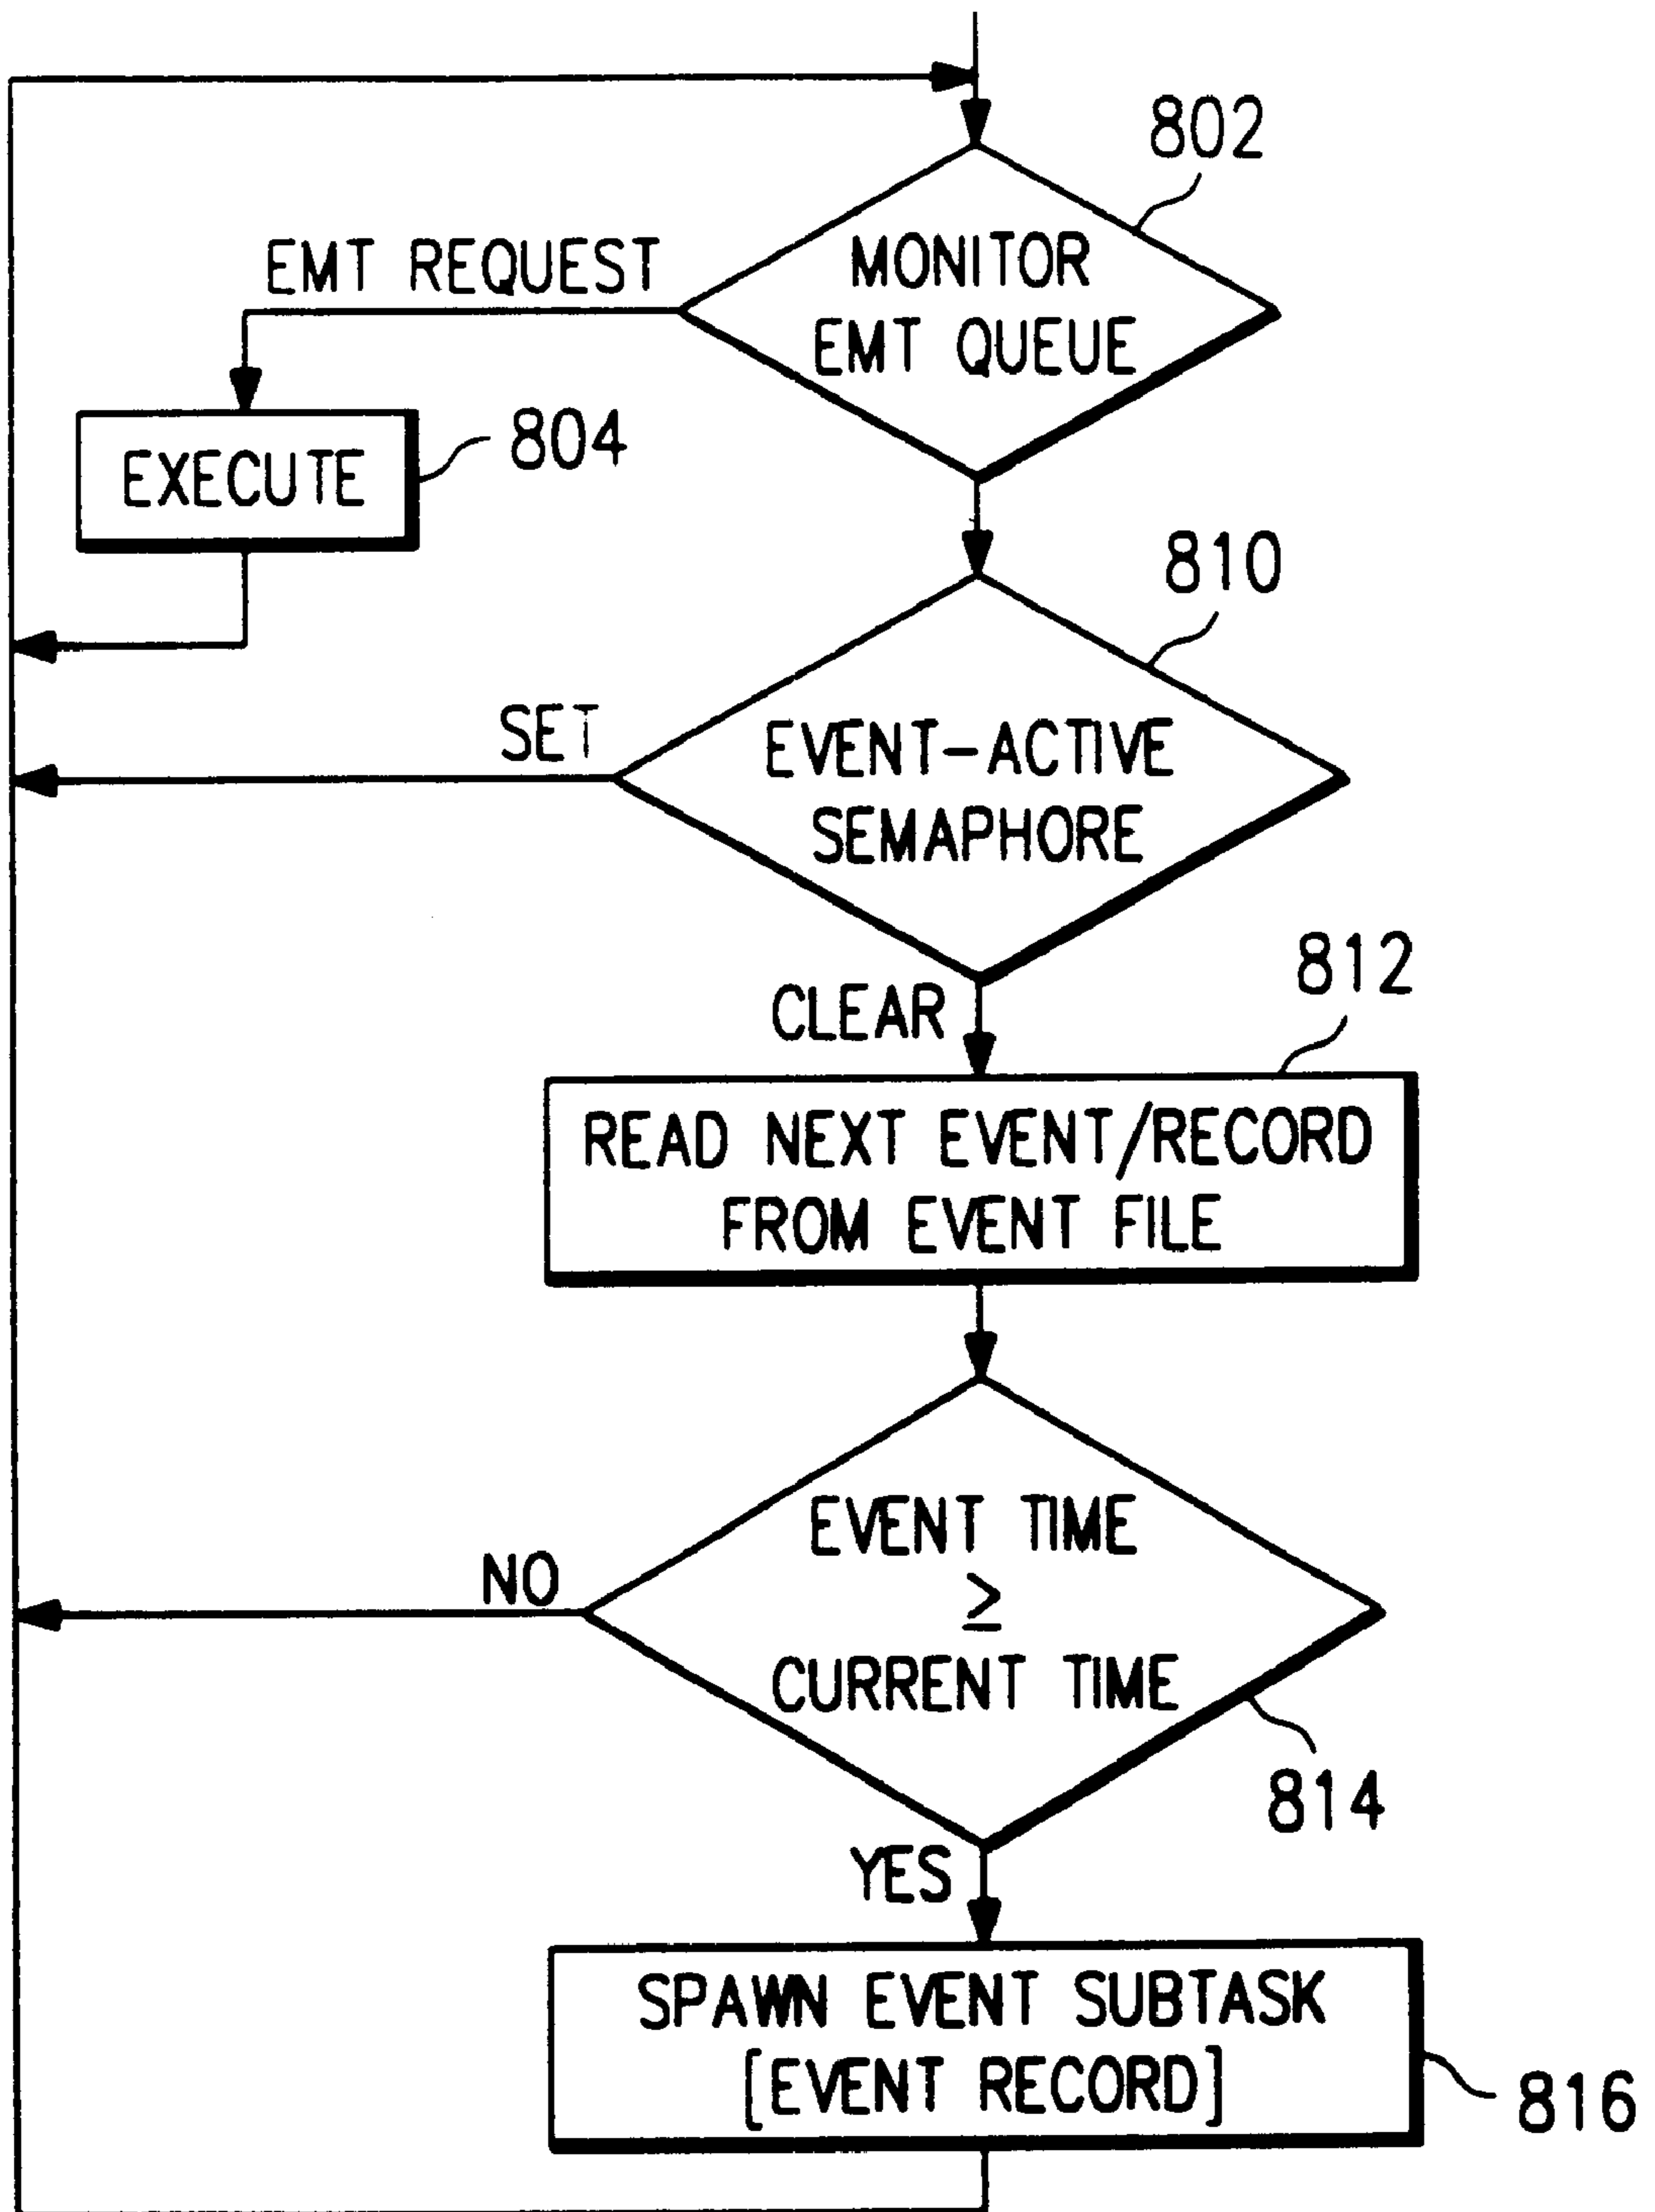 802
MONITOR
EMT QUEUE
EMT REQUEST
EXECUTE
804
810
EVENT-ACTIVE
SEMAPHORE
SET
CLEAR
812
READ NEXT EVENT/RECORD
FROM EVENT FILE
EVENT TIME
≥
CURRENT TIME
NO
814
YES
SPAWN EVENT SUBTASK
[EVENT RECORD]
816